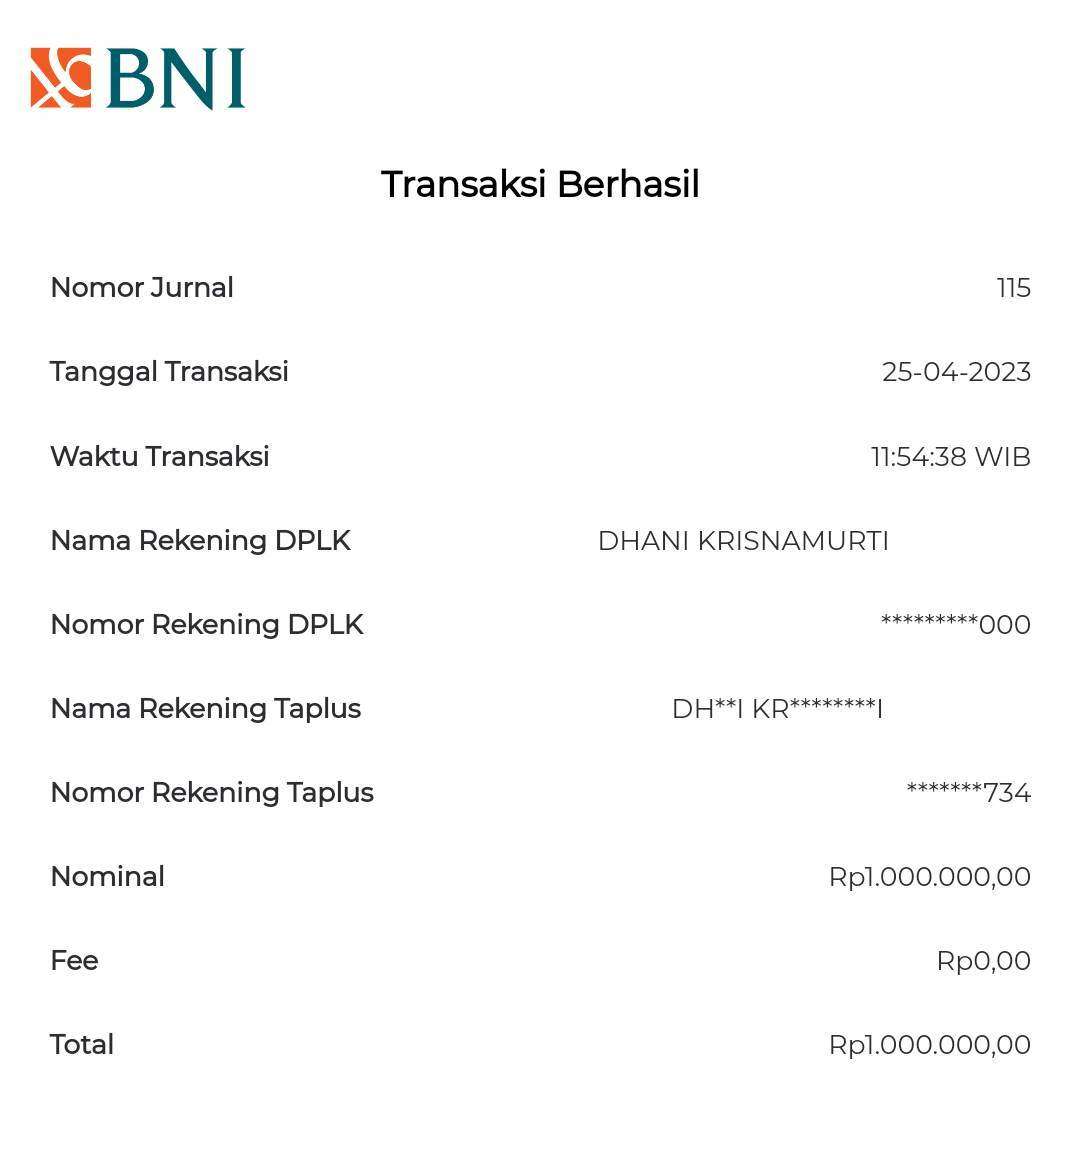 BNI
Transaksi Berhasil
Nomor Jurnal 115
Tanggal Transaksi 25-04-2023
Waktu Transaksi 11:54:38 WIB
Nama Rekening DPLK DHANI KRISNAMURTI
Nomor Rekening DPLK *********000
Nama Rekening Taplus DH**I KR********I
Nomor Rekening Taplus *******734
Nominal Rp1.000.000,00
Fee Rp0,00
Total Rp1.000.000,00